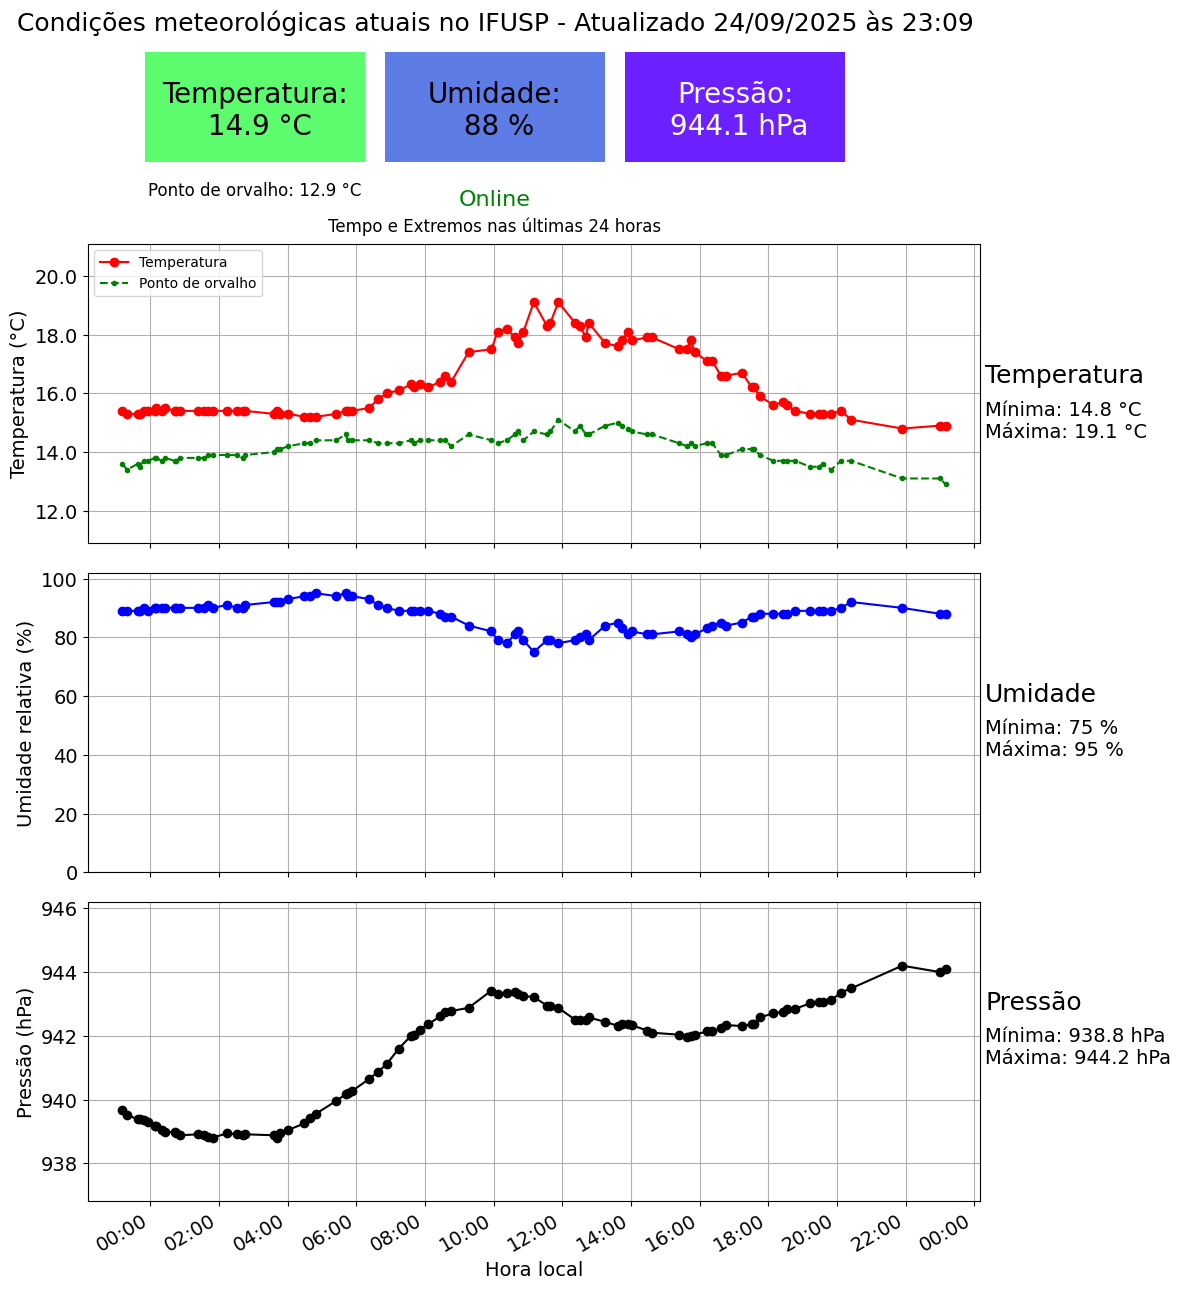 Condições meteorológicas atuais no IFUSP - Atualizado 24/09/2025 às 23:09
Temperatura:
14.9 °C
Umidade:
88 %
Pressão:
944.1 hPa
Ponto de orvalho: 12.9 °C
Online
Tempo e Extremos nas últimas 24 horas
Temperatura
Ponto de orvalho
Temperatura (°C)
20.0
18.0
16.0
14.0
12.0
Temperatura
Mínima: 14.8 °C
Máxima: 19.1 °C
Umidade relativa (%)
100
80
60
40
20
0
Umidade
Mínima: 75 %
Máxima: 95 %
Pressão (hPa)
946
944
942
940
938
Pressão
Mínima: 938.8 hPa
Máxima: 944.2 hPa
00:00 02:00 04:00 06:00 08:00 10:00 12:00 14:00 16:00 18:00 20:00 22:00 00:00
Hora local